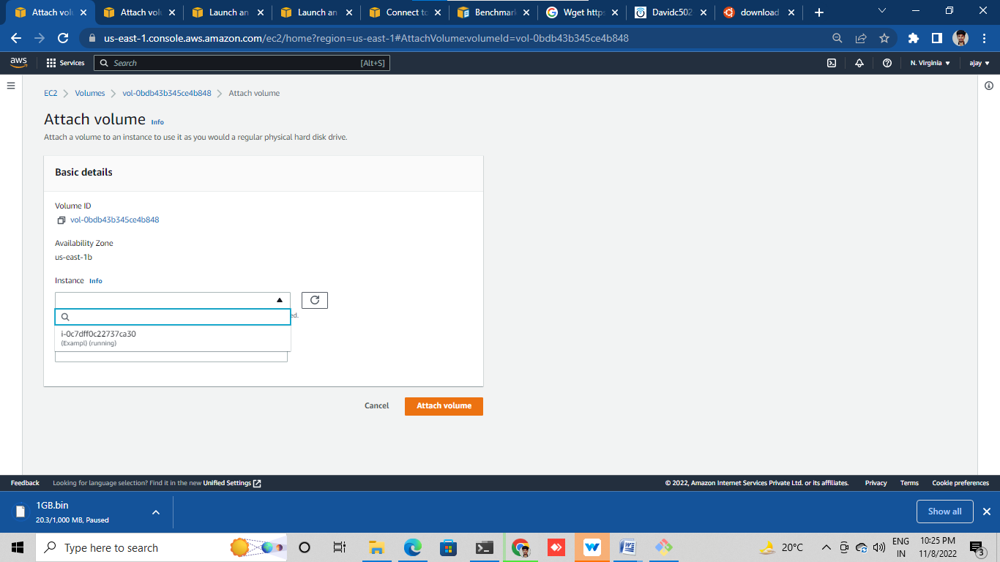 Attach volu
Attach volu
Launch an
Launch an
Connect to
Benchmark
Wget https
Davidc502
download
us-east-1.console.aws.amazon.com/ec2/home?region=us-east-1#AttachVolume:volumeId=vol-0bdb43b345ce4b848
aws
Services
Search
[Alt+S]
N. Virginia
ajay
EC2
Volumes
vol-0bdb43b345ce4b848
Attach volume
Attach volume Info
Attach a volume to an instance to use it as you would a regular physical hard disk drive.
Basic details
Volume ID
vol-0bdb43b345ce4b848
Availability Zone
us-east-1b
Instance Info
ed.
i-0c7dff0c22737ca30
(Exampl) (running)
Cancel
Attach volume
Feedback
Looking for language selection? Find it in the new Unified Settings
© 2022, Amazon Internet Services Private Ltd. or its affiliates.
Privacy
Terms
Cookie preferences
1GB.bin
20.3/1,000 MB, Paused
Show all
Type here to search
20°C
ENG
IN
10:25 PM
11/8/2022
3